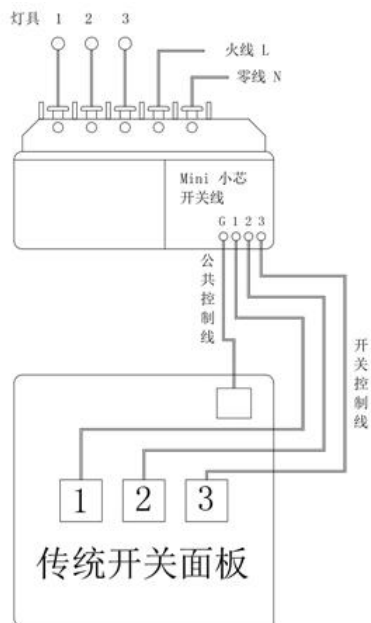 灯具 1 2 3
火线 L
零线 N
Mini 小芯
开关线
G 1 2 3
公共控制线
开关控制线
1 2 3
传统开关面板